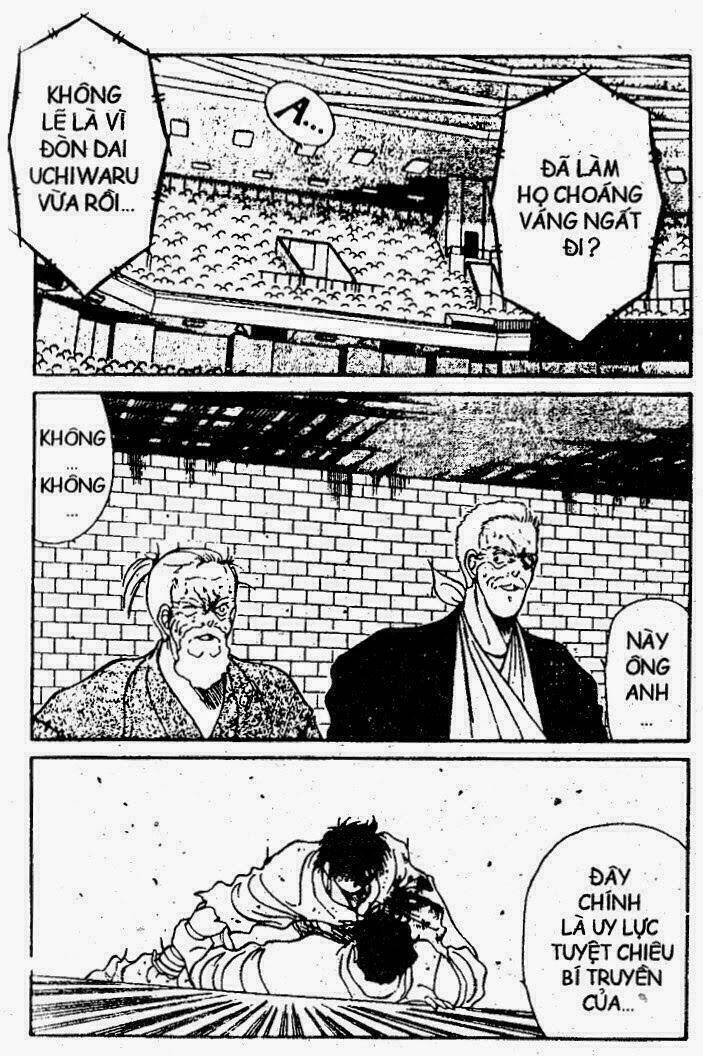 KHÔNG
LẼ LÀ VÌ
ĐÒN DAI
UCHIWARU
VỪA RỒI...
A...
ĐÃ LÀM
HỌ CHOÁNG
VÁNG NGẤT
ĐI?
KHÔNG
...
KHÔNG
...
NÀY
ÔNG
ANH
...
ĐÂY
CHÍNH
LÀ UY LỰC
TUYỆT CHIÊU
BÍ TRUYỀN
CỦA...